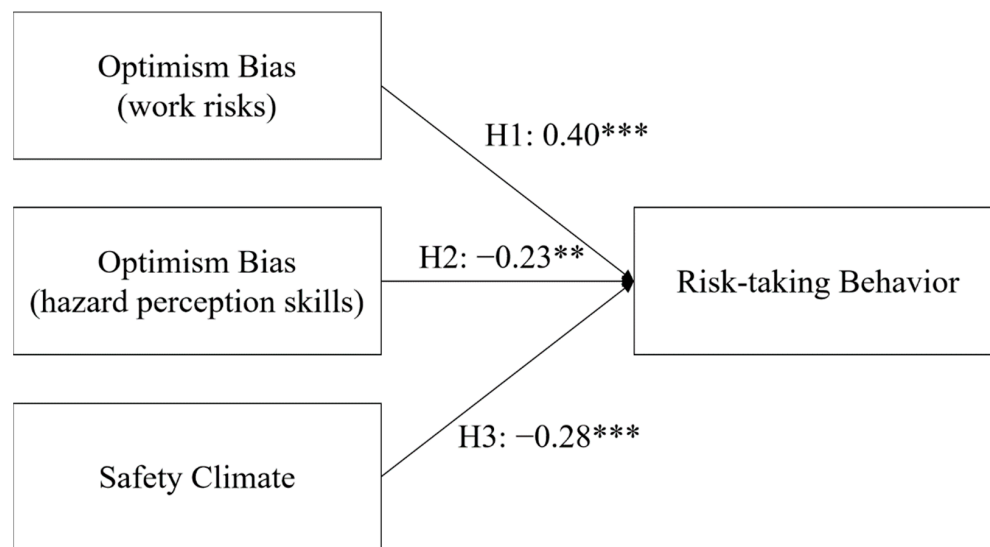 Optimism Bias
(work risks)
H1: 0.40***
Optimism Bias
(hazard perception skills)
H2: −0.23**
Risk-taking Behavior
H3: −0.28***
Safety Climate